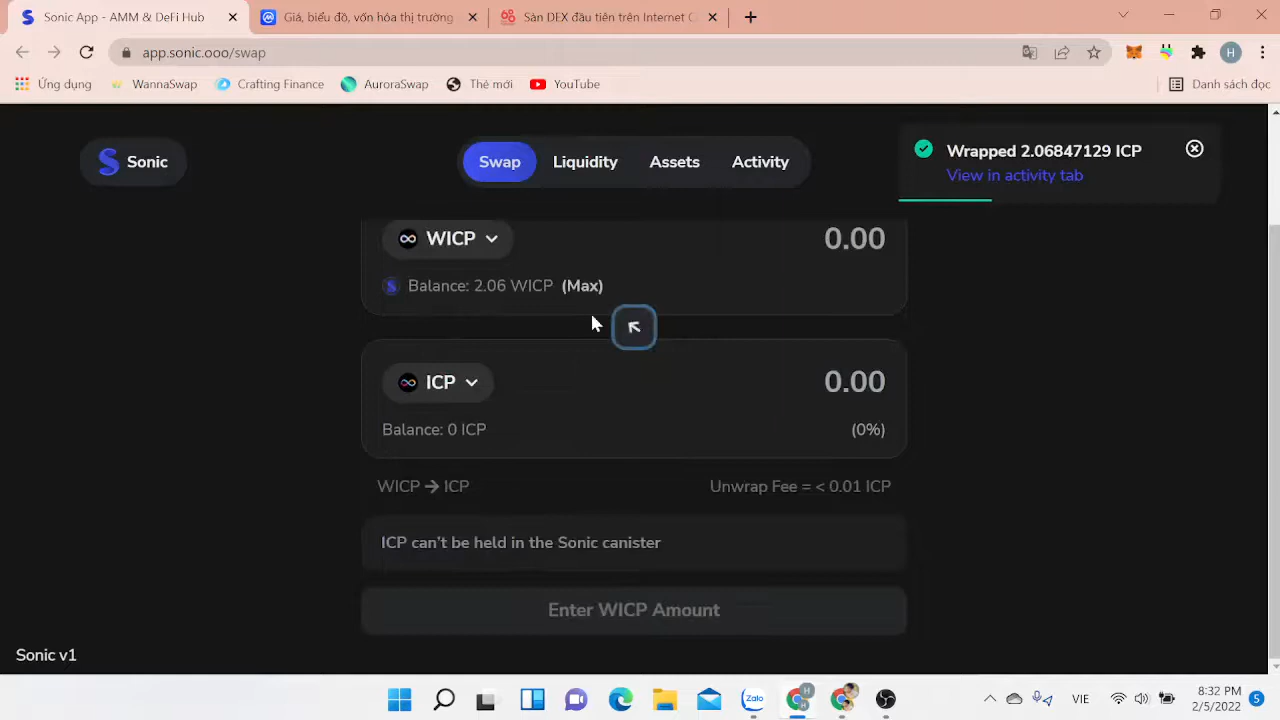 Sonic App - AMM & DeFi Hub
Giá, biểu đồ, vốn hóa thị trường
Sàn DEX đầu tiên trên Internet C
app.sonic.ooo/swap
H
Ứng dụng
WannaSwap
Crafting Finance
AuroraSwap
Thẻ mới
YouTube
Danh sách đọc
Sonic
Swap
Liquidity
Assets
Activity
Wrapped 2.06847129 ICP
View in activity tab
WICP
0.00
Balance: 2.06 WICP (Max)
ICP
0.00
Balance: 0 ICP
(0%)
WICP → ICP
Unwrap Fee = < 0.01 ICP
ICP can't be held in the Sonic canister
Enter WICP Amount
Sonic v1
Zalo
H
VIE
8:32 PM
2/5/2022
5